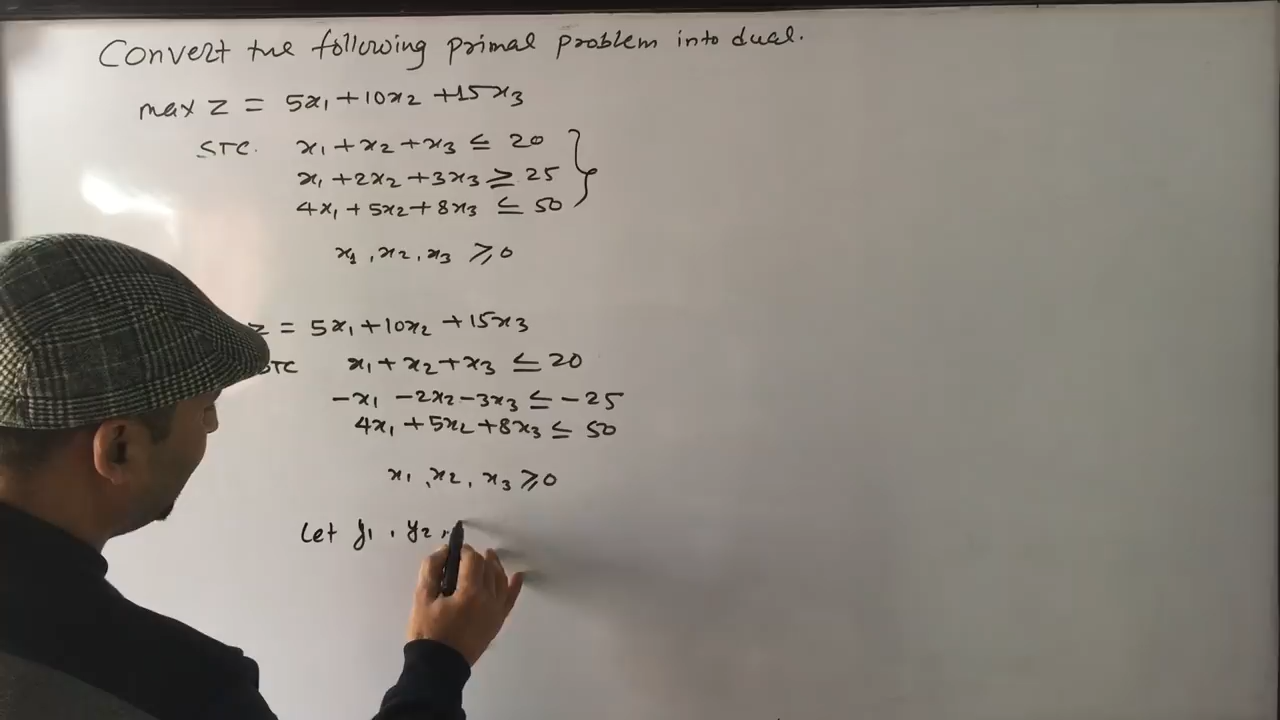 Convert the following primal problem into dual.
max z = 5x₁ + 10x₂ + 15x₃
STC. x₁ + x₂ + x₃ ≤ 20
x₁ + 2x₂ + 3x₃ ≥ 25
4x₁ + 5x₂ + 8x₃ ≤ 50
x₁, x₂, x₃ ≥ 0
z = 5x₁ + 10x₂ + 15x₃
STC x₁ + x₂ + x₃ ≤ 20
-x₁ - 2x₂ - 3x₃ ≤ -25
4x₁ + 5x₂ + 8x₃ ≤ 50
x₁, x₂, x₃ ≥ 0
Let y₁, y₂,